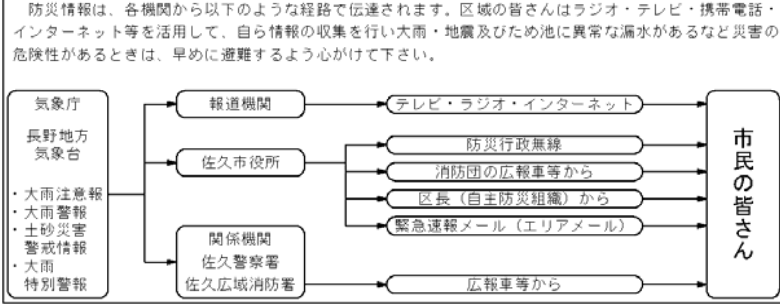 防災情報は、各機関から以下のような経路で伝達されます。区域の皆さんはラジオ・テレビ・携帯電話・
インターネット等を活用して、自ら情報の収集を行い大雨・地震及びため池に異常な漏水があるなど災害の
危険性があるときは、早めに避難するよう心がけて下さい。
気象庁
長野地方
気象台
・大雨注意報
・大雨警報
・土砂災害
警戒情報
・大雨
特別警報
報道機関
佐久市役所
関係機関
佐久警察署
佐久広域消防署
テレビ・ラジオ・インターネット
防災行政無線
消防団の広報車等から
区長（自主防災組織）から
緊急速報メール（エリアメール）
広報車等から
市民の皆さん